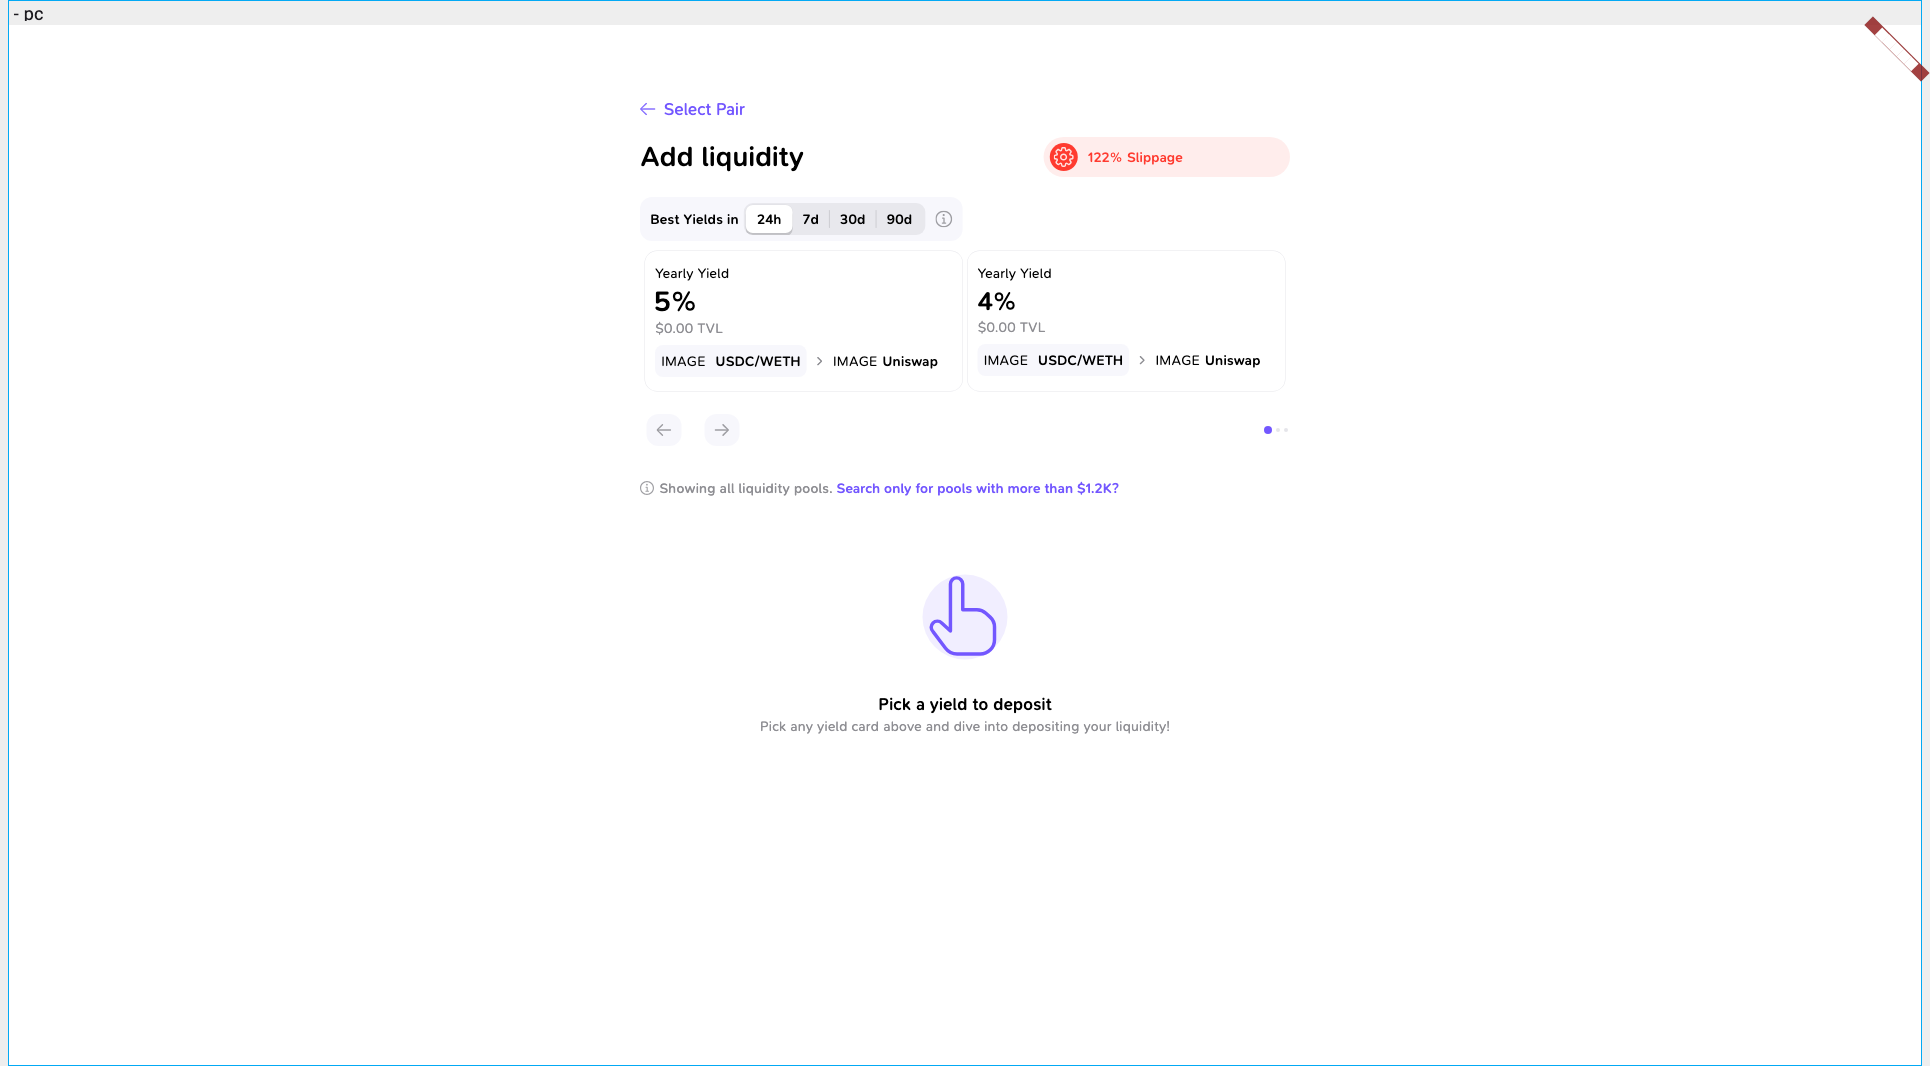 - pc
Select Pair
Add liquidity
122% Slippage
Best Yields in 24h 7d 30d 90d
Yearly Yield
5%
$0.00 TVL
IMAGE USDC/WETH > IMAGE Uniswap
Yearly Yield
4%
$0.00 TVL
IMAGE USDC/WETH > IMAGE Uniswap
Showing all liquidity pools. Search only for pools with more than $1.2K?
Pick a yield to deposit
Pick any yield card above and dive into depositing your liquidity!